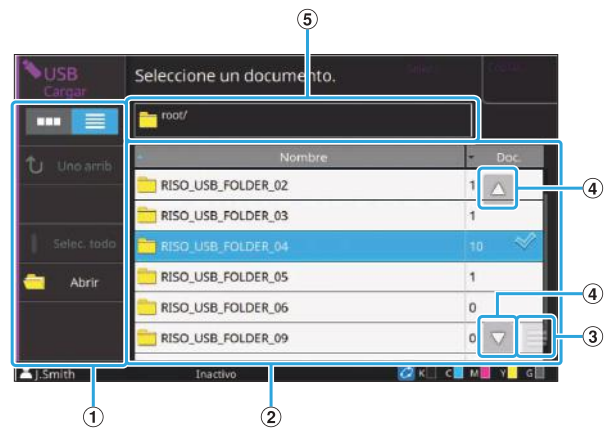 ⑤
USB
Cargar
Seleccione un documento.
root/
Uno arrib
Nombre Doc.
RISO_USB_FOLDER_02 1
④
RISO_USB_FOLDER_03 1
Selec. todo
RISO_USB_FOLDER_04 10
Abrir
RISO_USB_FOLDER_05 1
④
RISO_USB_FOLDER_06 0
RISO_USB_FOLDER_09 0
③
J.Smith Inactivo K C M Y G
① ②